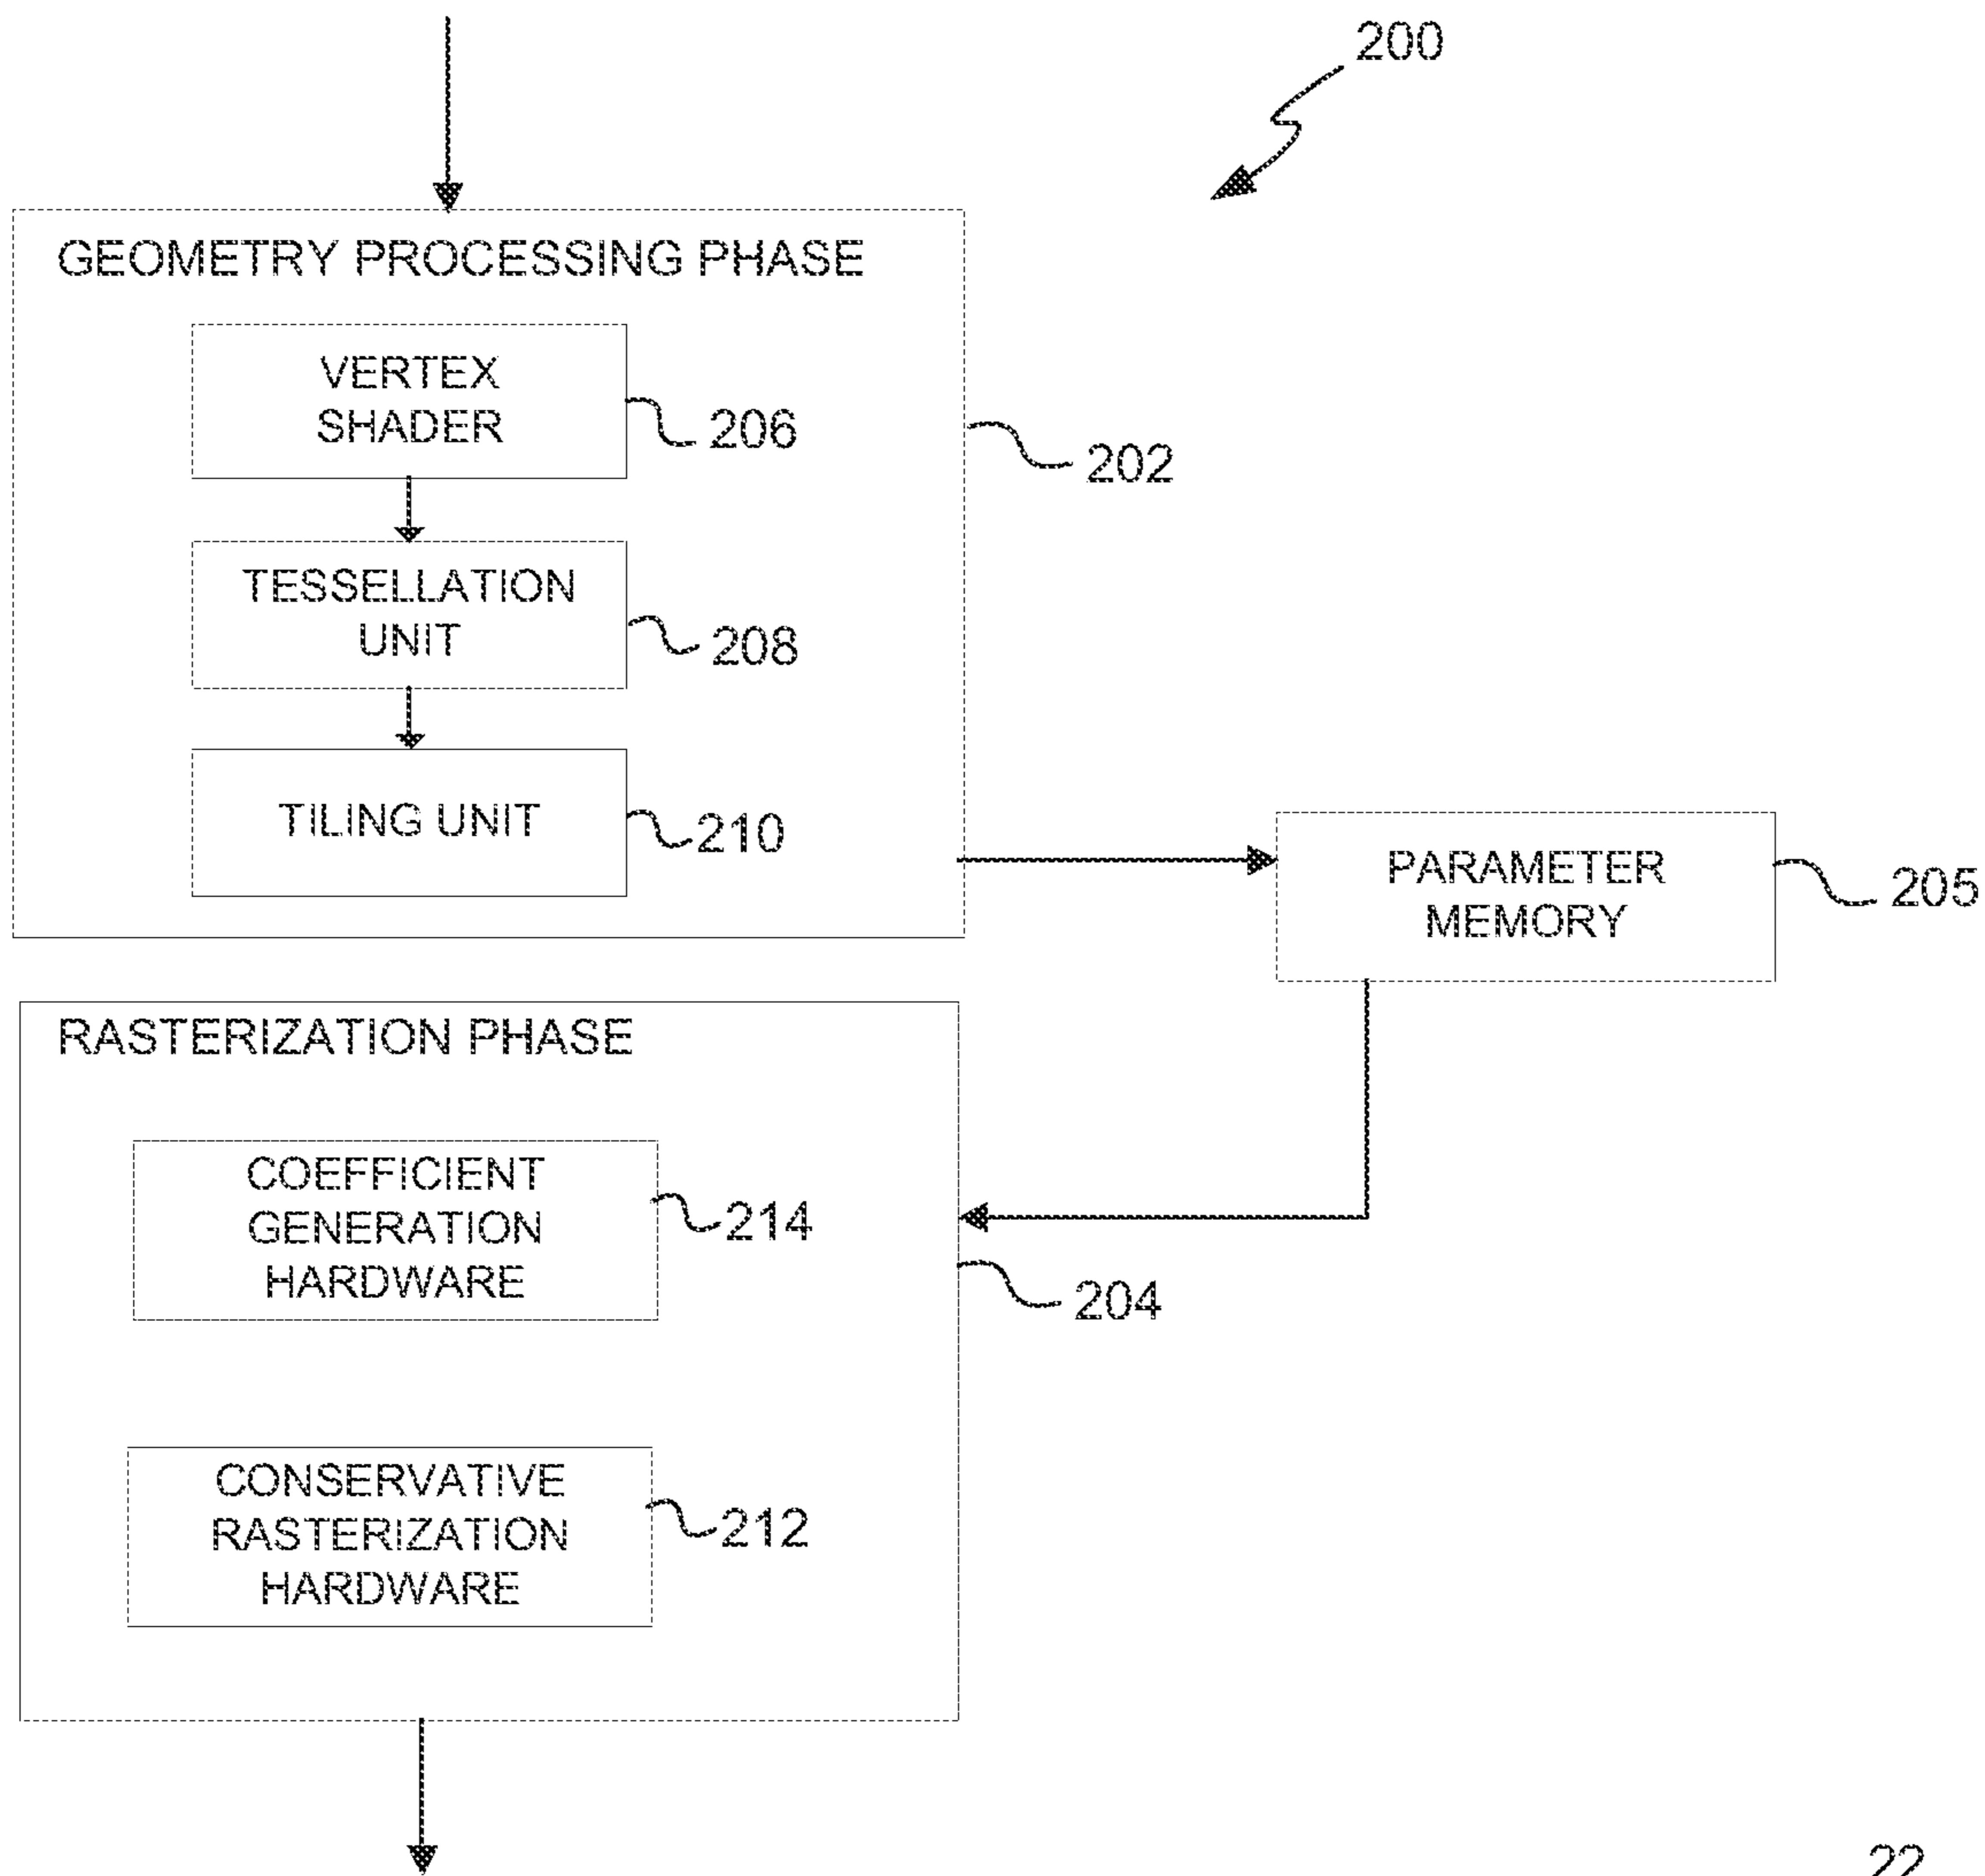 200
GEOMETRY PROCESSING PHASE
VERTEX
SHADER
206
202
TESSELLATION
UNIT
208
TILING UNIT
210
PARAMETER
MEMORY
205
RASTERIZATION PHASE
COEFFICIENT
GENERATION
HARDWARE
214
204
CONSERVATIVE
RASTERIZATION
HARDWARE
212
22